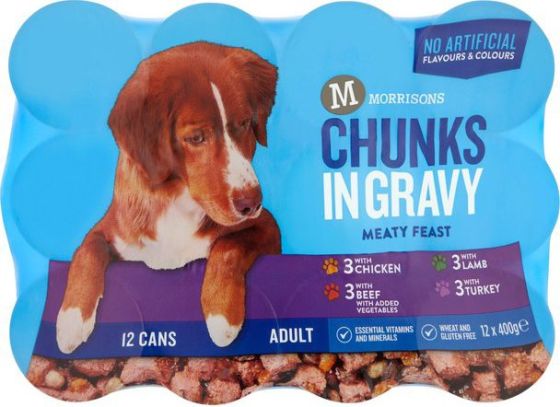 NO ARTIFICIAL
FLAVOURS & COLOURS
M
MORRISONS
CHUNKS
IN GRAVY
MEATY FEAST
3 WITH CHICKEN
3 WITH LAMB
3 WITH BEEF
WITH ADDED
VEGETABLES
3 WITH TURKEY
12 CANS
ADULT
ESSENTIAL VITAMINS
AND MINERALS
WHEAT AND
GLUTEN FREE
12 x 400g e